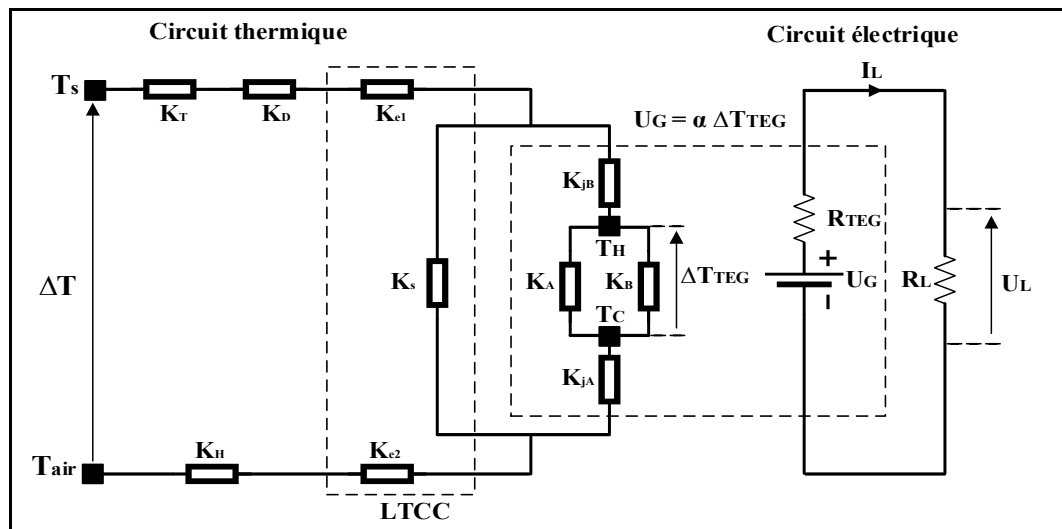 Circuit thermique
Circuit électrique
Ts
KT
KD
Ke1
IL
UG = α ΔTTEG
KjB
RTEG
TH
+
ΔT
Ks
KA
KB
ΔTTEG
UG
RL
UL
TC
-
KjA
Tair
KH
Ke2
LTCC